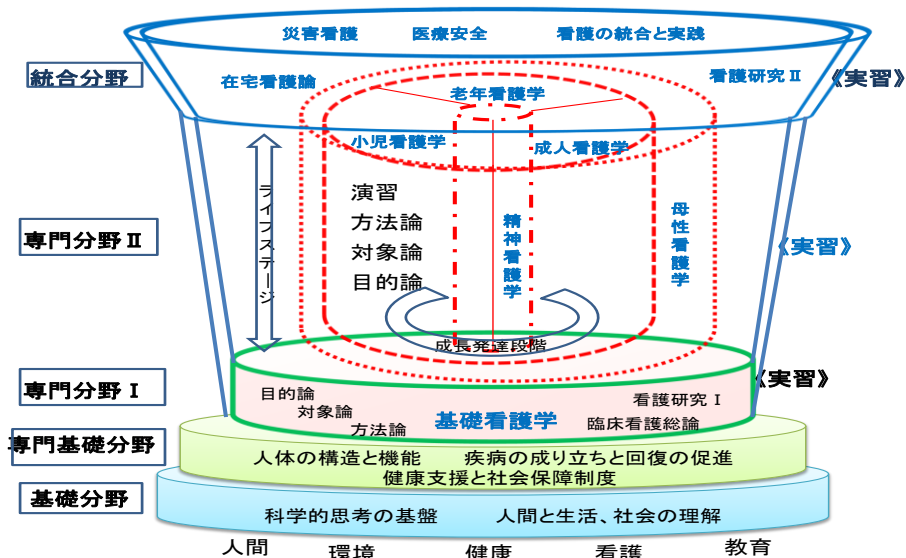 災害看護　医療安全　看護の統合と実践
統合分野
在宅看護論
老年看護学
看護研究Ⅱ
《実習》
小児看護学
成人看護学
ライフステージ
演習
方法論
対象論
目的論
精神看護学
母性看護学
専門分野Ⅱ
《実習》
成長発達段階
専門分野Ⅰ
《実習》
目的論
対象論
方法論
基礎看護学
看護研究Ⅰ
臨床看護総論
専門基礎分野
人体の構造と機能　疾病の成り立ちと回復の促進
健康支援と社会保障制度
基礎分野
科学的思考の基盤　人間と生活、社会の理解
人間　環境　健康　看護　教育